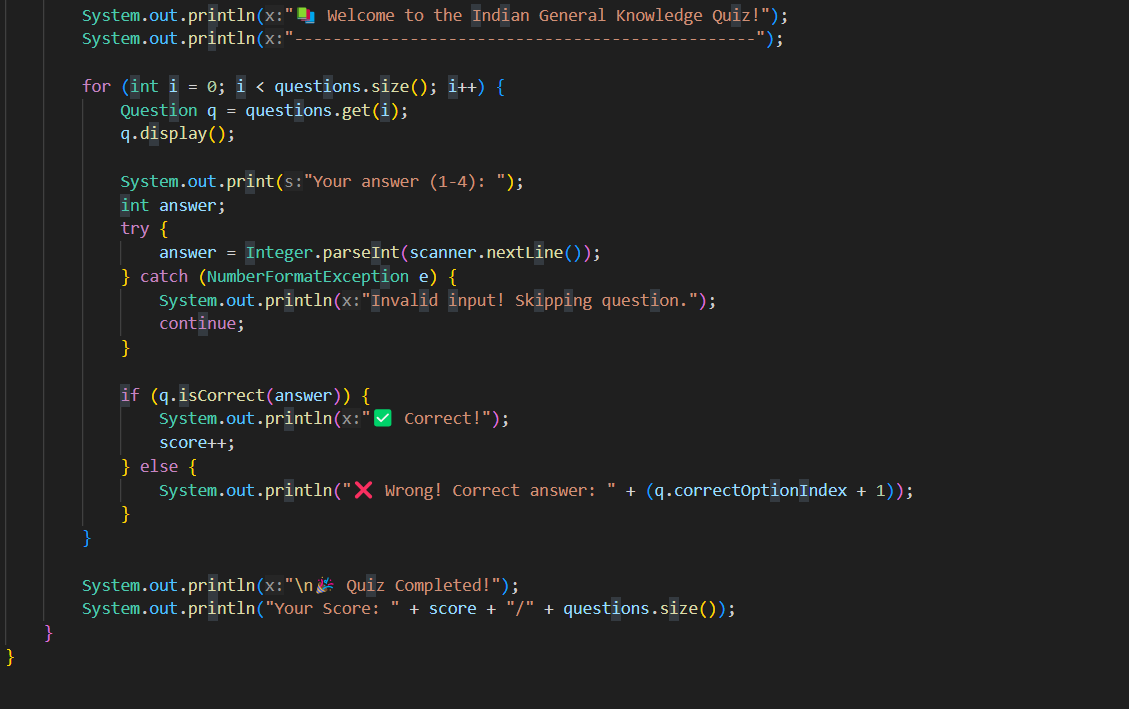 System.out.println(x:"📚 Welcome to the Indian General Knowledge Quiz!");
System.out.println(x:"------------------------------------------------");
for (int i = 0; i < questions.size(); i++) {
Question q = questions.get(i);
q.display();
System.out.print(s:"Your answer (1-4): ");
int answer;
try {
answer = Integer.parseInt(scanner.nextLine());
} catch (NumberFormatException e) {
System.out.println(x:"Invalid input! Skipping question.");
continue;
}
if (q.isCorrect(answer)) {
System.out.println(x:"✅ Correct!");
score++;
} else {
System.out.println("❌ Wrong! Correct answer: " + (q.correctOptionIndex + 1));
}
}
System.out.println(x:"\n🎉 Quiz Completed!");
System.out.println("Your Score: " + score + "/" + questions.size());
}
}